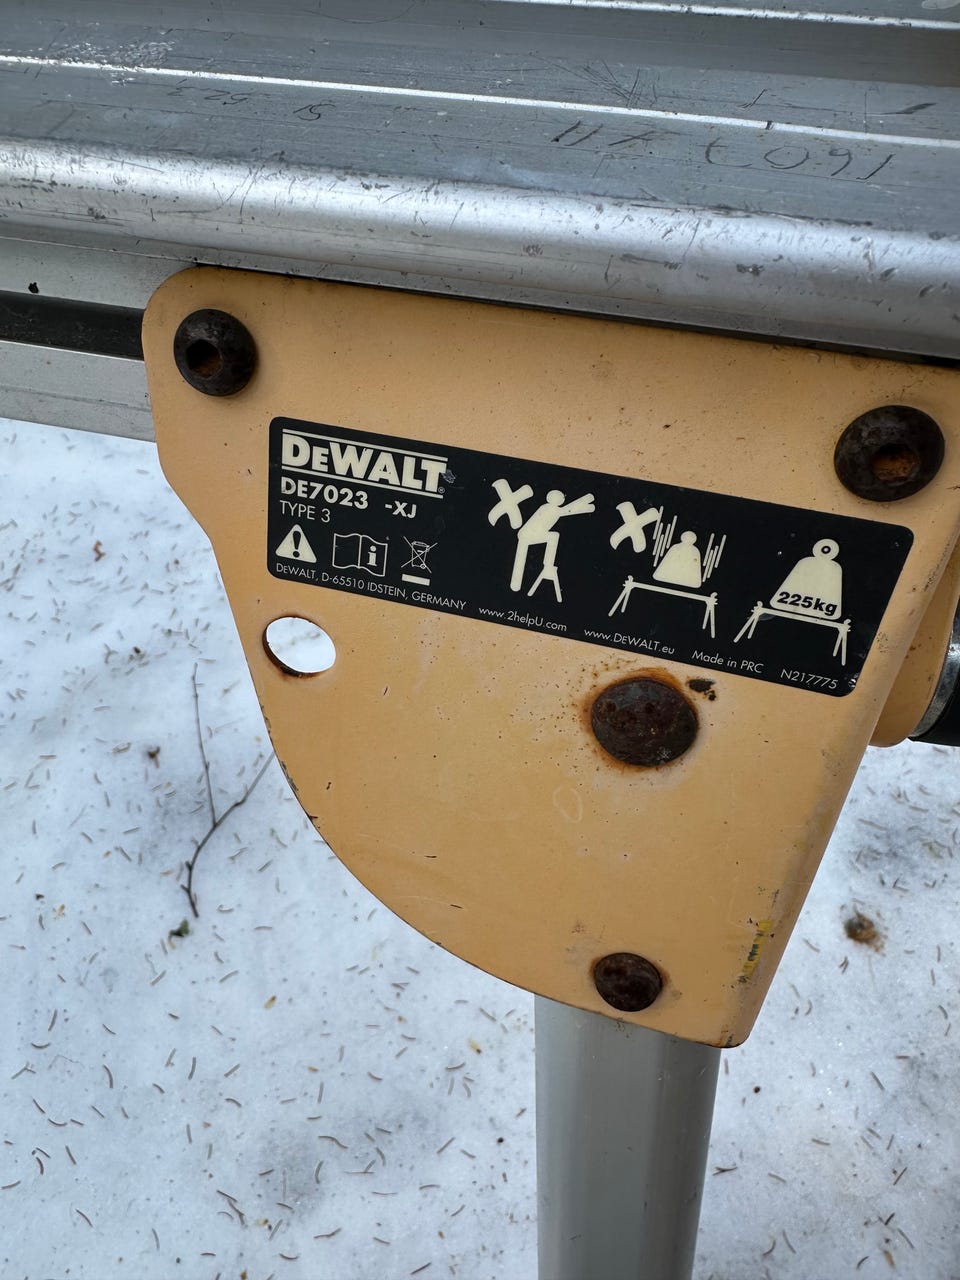 DEWALT
DE7023 -XJ
TYPE 3
DEWALT, D-65510 IDSTEIN, GERMANY
www.2helpU.com
www.DEWALT.eu
Made in PRC
N217775
225kg